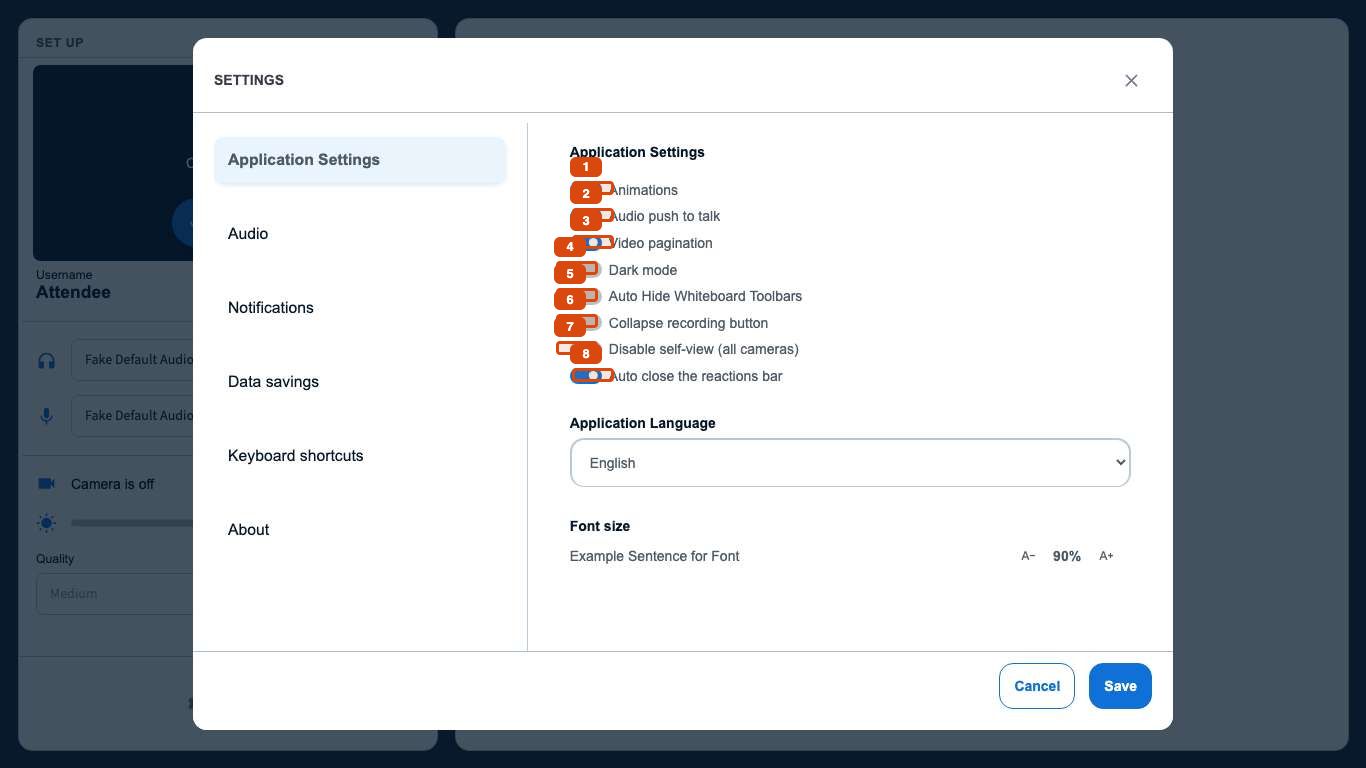 SET UP
SETTINGS
Application Settings
Audio
Notifications
Data savings
Keyboard shortcuts
About
Application Settings
1
2 Animations
3 Audio push to talk
4 Video pagination
5 Dark mode
6 Auto Hide Whiteboard Toolbars
7 Collapse recording button
8 Disable self-view (all cameras)
Auto close the reactions bar
Application Language
English
Font size
Example Sentence for Font A− 90% A+
Cancel Save
Username
Attendee
Fake Default Audio
Fake Default Audio
Camera is off
Quality
Medium